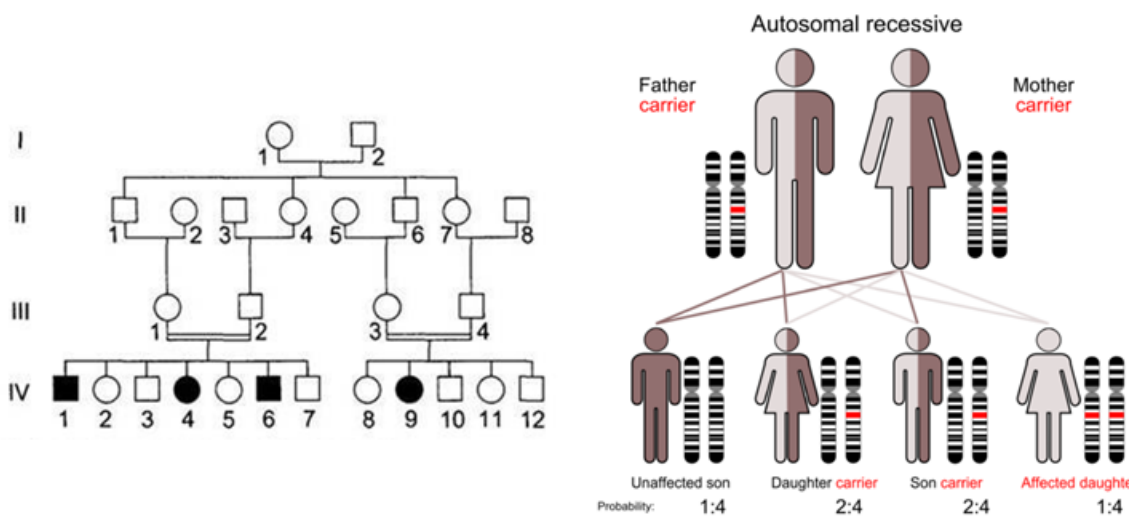 Autosomal recessive
Father
carrier
Mother
carrier
I
1 2
II
1 2 3 4 5 6 7 8
III
1 2 3 4
IV
1 2 3 4 5 6 7 8 9 10 11 12
Unaffected son Daughter carrier Son carrier Affected daughte
Probability: 1:4 2:4 2:4 1:4